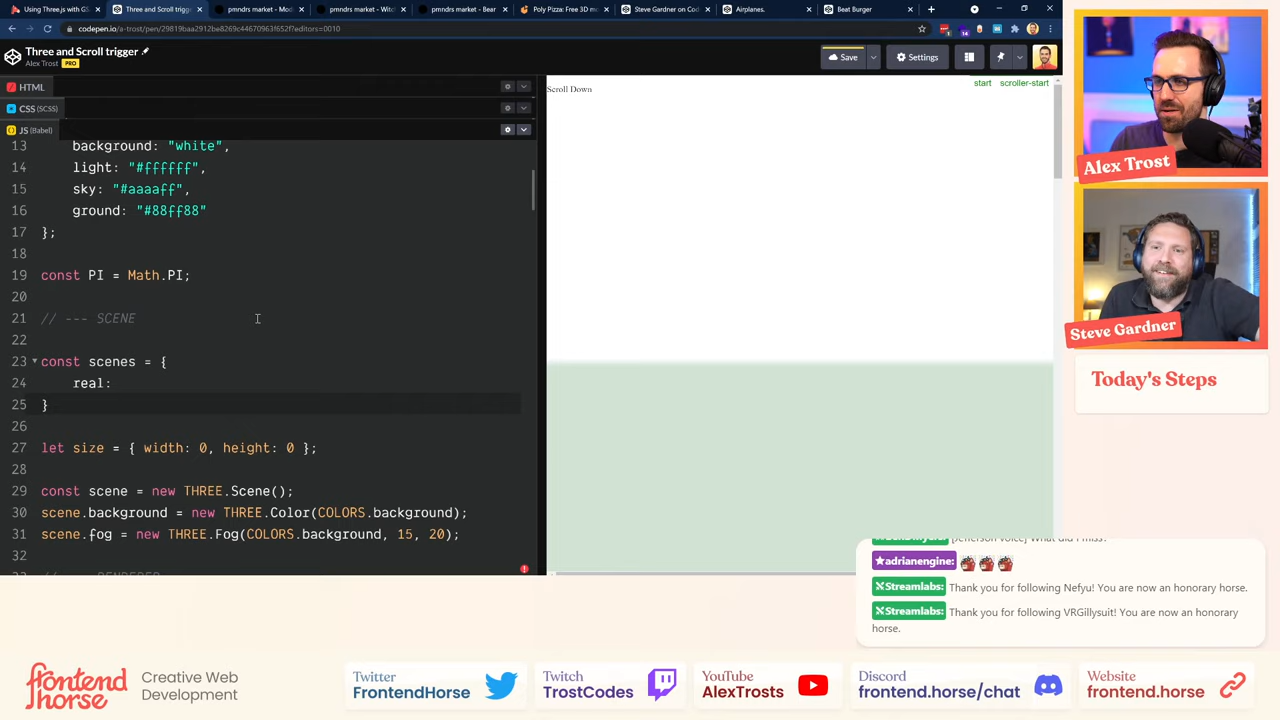 Using Three.js with GS
Three and Scroll trigge
pmndrs market - Mode
pmndrs market - Witch
pmndrs market - Bear
Poly Pizza: Free 3D m
Steve Gardner on Cod
Airplanes.
Beat Burger
codepen.io/a-trost/pen/29819baa2912be8269c44670963f652f?editors=0010
Three and Scroll trigger
Alex Trost PRO
Save
Settings
HTML
CSS (SCSS)
JS (Babel)
13 background: "white",
14 light: "#ffffff",
15 sky: "#aaaaff",
16 ground: "#88ff88"
17 };
18
19 const PI = Math.PI;
20
21 // --- SCENE
22
23 const scenes = {
24 real:
25 }
26
27 let size = { width: 0, height: 0 };
28
29 const scene = new THREE.Scene();
30 scene.background = new THREE.Color(COLORS.background);
31 scene.fog = new THREE.Fog(COLORS.background, 15, 20);
32
Scroll Down
start
scroller-start
Alex Trost
Steve Gardner
Today's Steps
adrianengine:
Streamlabs: Thank you for following Nefyu! You are now an honorary horse.
Streamlabs: Thank you for following VRGillysuit! You are now an honorary
horse.
frontend
horse
Creative Web
Development
Twitter
FrontendHorse
Twitch
TrostCodes
YouTube
AlexTrosts
Discord
frontend.horse/chat
Website
frontend.horse